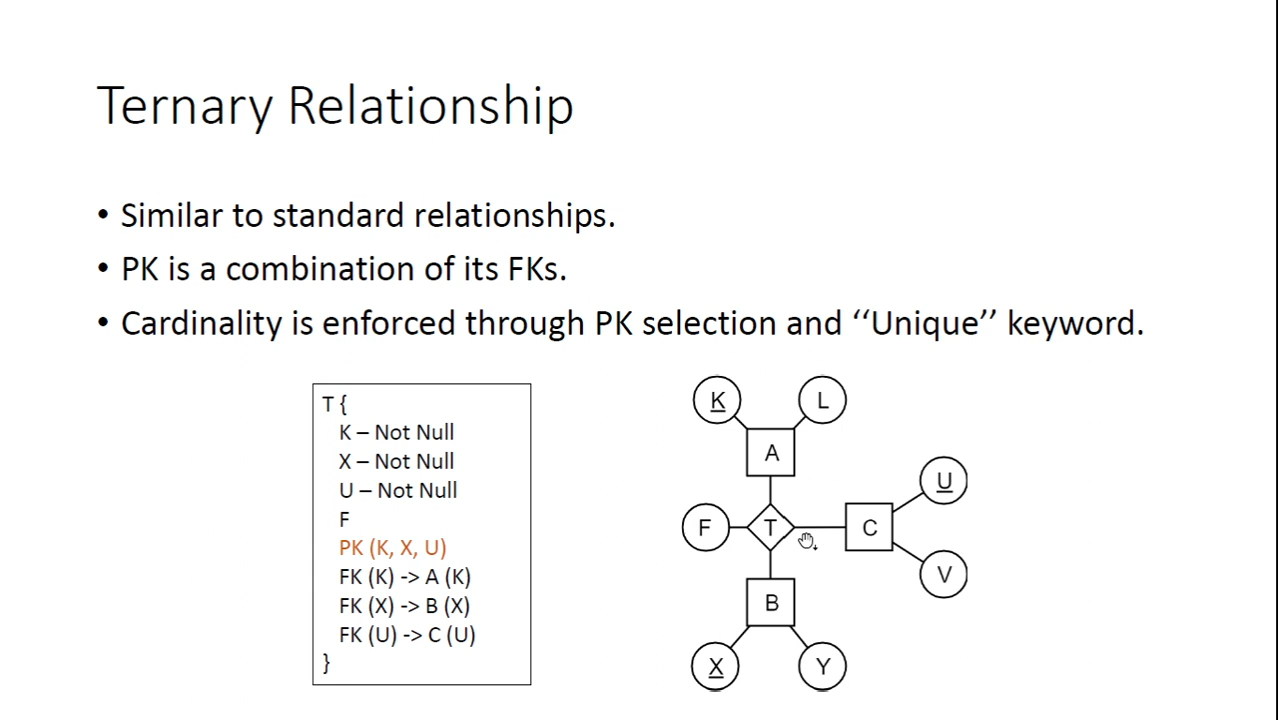 Ternary Relationship
• Similar to standard relationships.
• PK is a combination of its FKs.
• Cardinality is enforced through PK selection and ‘‘Unique’’ keyword.
T {
K – Not Null
X – Not Null
U – Not Null
F
PK (K, X, U)
FK (K) -> A (K)
FK (X) -> B (X)
FK (U) -> C (U)
}
K L
A
U
F T C
V
B
X Y